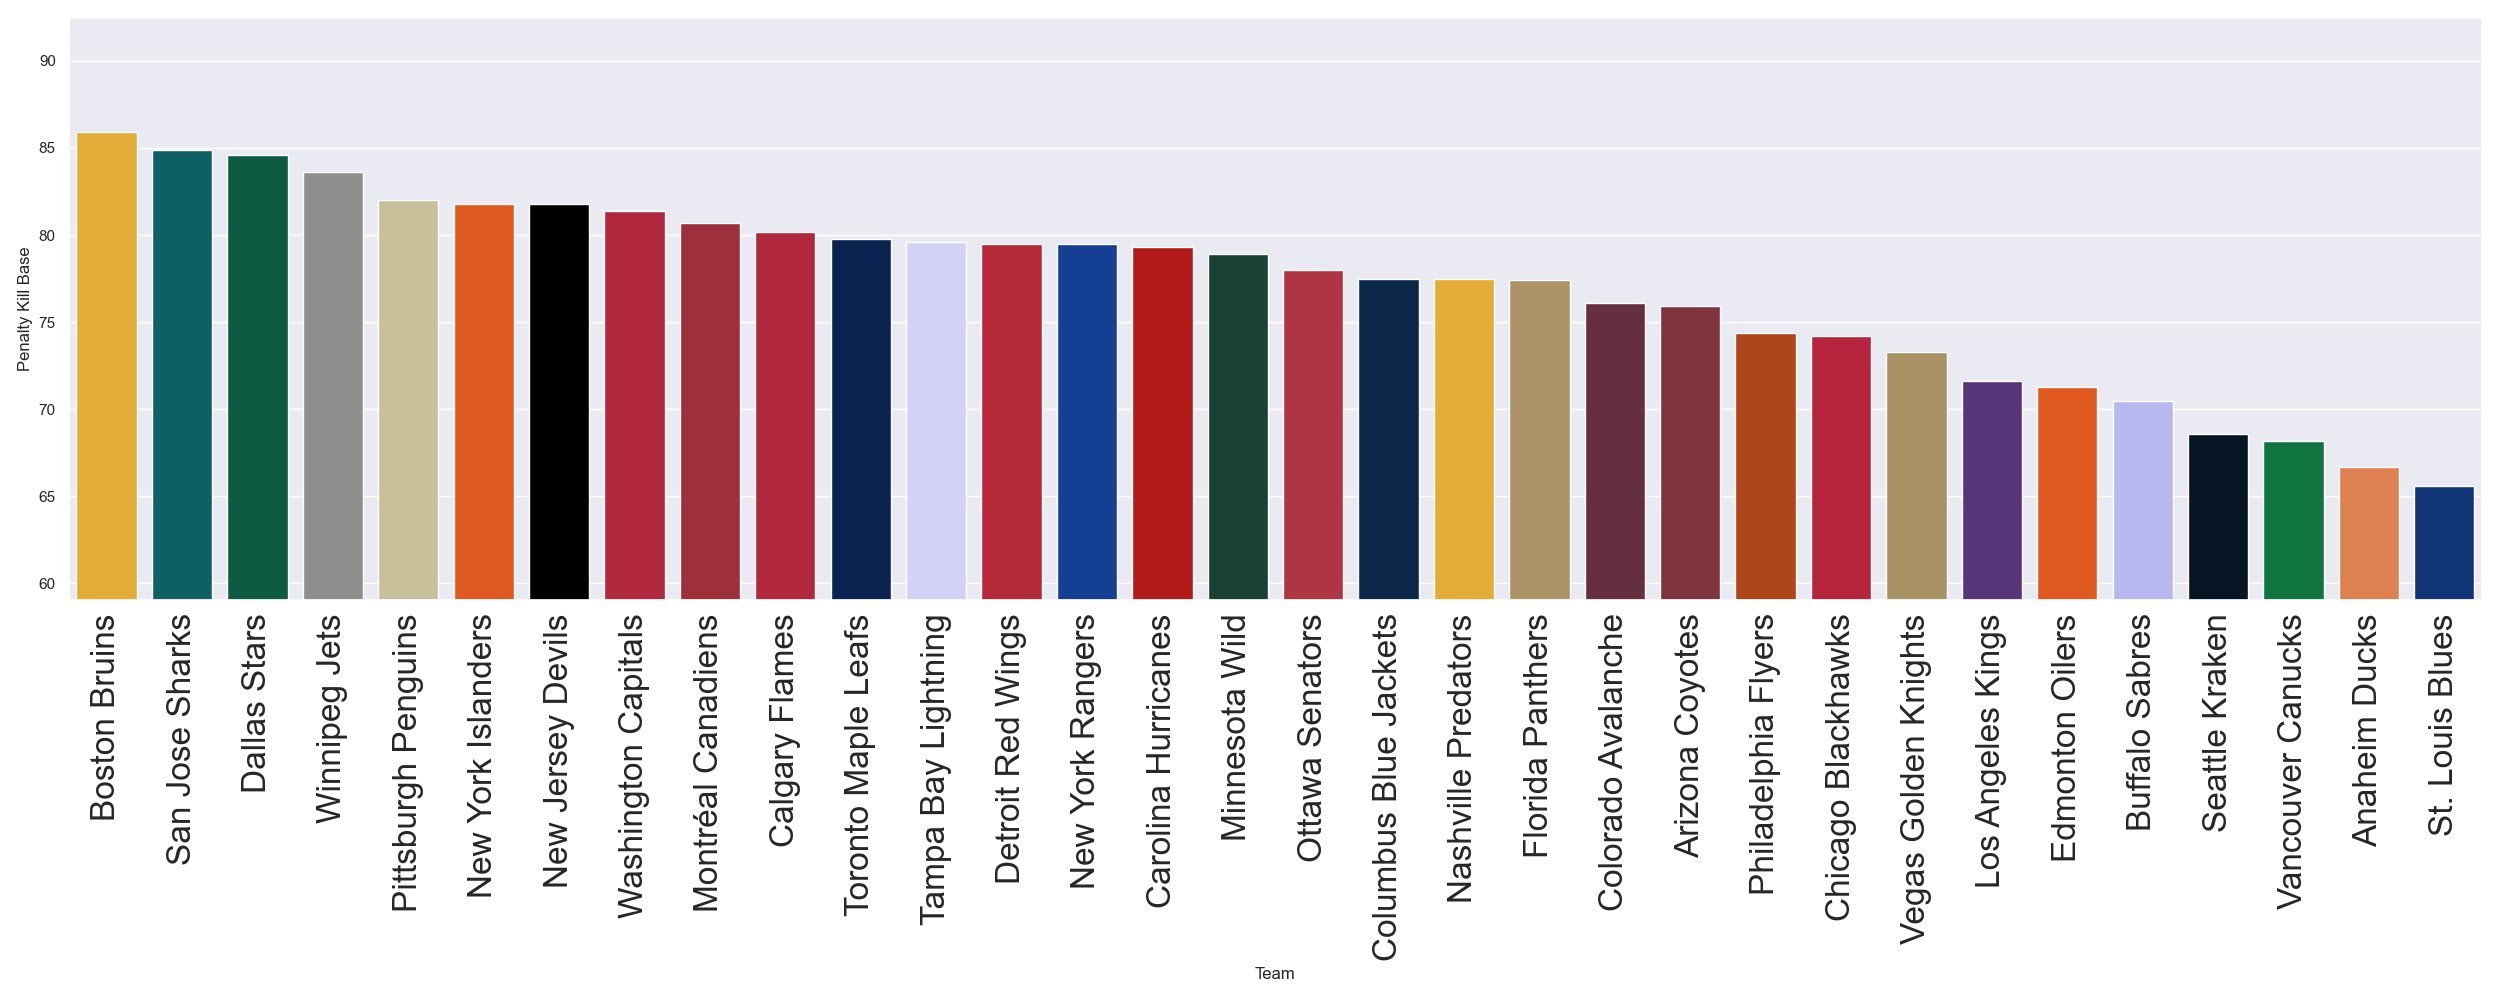 90
85
80
75
70
65
60
Penalty Kill Base
Boston Bruins
San Jose Sharks
Dallas Stars
Winnipeg Jets
Pittsburgh Penguins
New York Islanders
New Jersey Devils
Washington Capitals
Montréal Canadiens
Calgary Flames
Toronto Maple Leafs
Tampa Bay Lightning
Detroit Red Wings
New York Rangers
Carolina Hurricanes
Minnesota Wild
Ottawa Senators
Columbus Blue Jackets
Nashville Predators
Florida Panthers
Colorado Avalanche
Arizona Coyotes
Philadelphia Flyers
Chicago Blackhawks
Vegas Golden Knights
Los Angeles Kings
Edmonton Oilers
Buffalo Sabres
Seattle Kraken
Vancouver Canucks
Anaheim Ducks
St. Louis Blues
Team